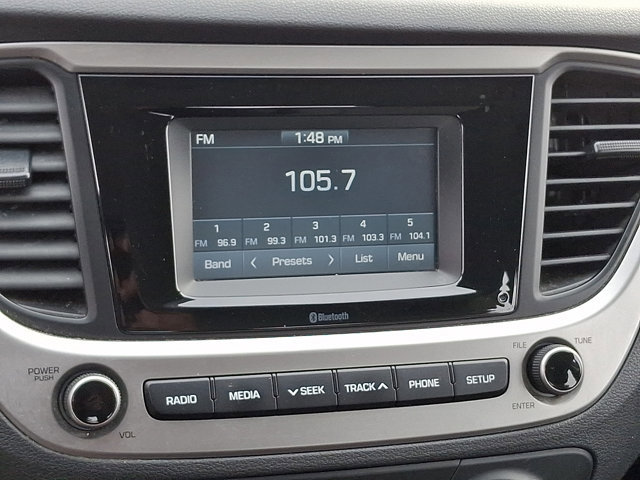 FM 1:48 PM
105.7
1 2 3 4 5
FM 96.9 FM 99.3 FM 101.3 FM 103.3 FM 104.1
Band < Presets > List Menu
Bluetooth
POWER
PUSH
VOL
RADIO MEDIA SEEK TRACK PHONE SETUP
FILE TUNE
ENTER